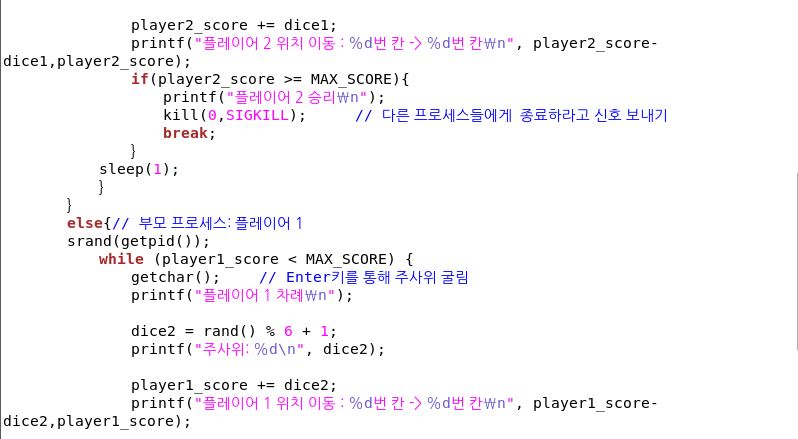 player2_score += dice1;
printf("플레이어 2 위치 이동 : %d번 칸 -> %d번 칸₩n", player2_score-
dice1,player2_score);
if(player2_score >= MAX_SCORE){
printf("플레이어 2 승리₩n");
kill(0,SIGKILL); // 다른 프로세스들에게 종료하라고 신호 보내기
break;
}
sleep(1);
}
}
else{// 부모 프로세스: 플레이어 1
srand(getpid());
while (player1_score < MAX_SCORE) {
getchar(); // Enter키를 통해 주사위 굴림
printf("플레이어 1 차례₩n");
dice2 = rand() % 6 + 1;
printf("주사위: %d\n", dice2);
player1_score += dice2;
printf("플레이어 1 위치 이동 : %d번 칸 -> %d번 칸₩n", player1_score-
dice2,player1_score);